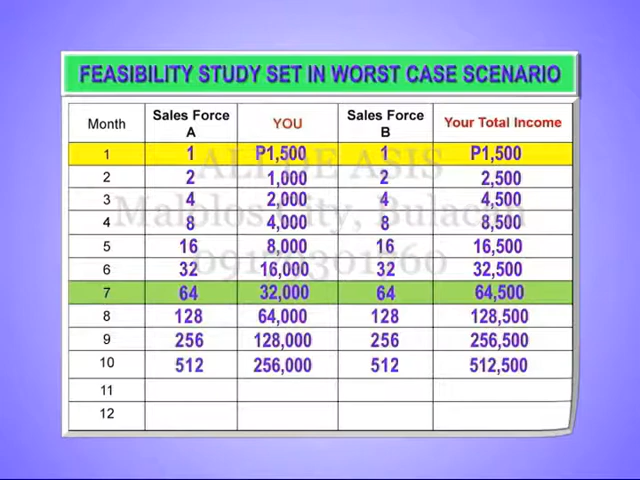 FEASIBILITY STUDY SET IN WORST CASE SCENARIO
Month Sales Force A YOU Sales Force B Your Total Income
1 1 P1,500 1 P1,500
2 2 1,000 2 2,500
3 4 2,000 4 4,500
4 8 4,000 8 8,500
5 16 8,000 16 16,500
6 32 16,000 32 32,500
7 64 32,000 64 64,500
8 128 64,000 128 128,500
9 256 128,000 256 256,500
10 512 256,000 512 512,500
11
12
Malolos City, Bulacan